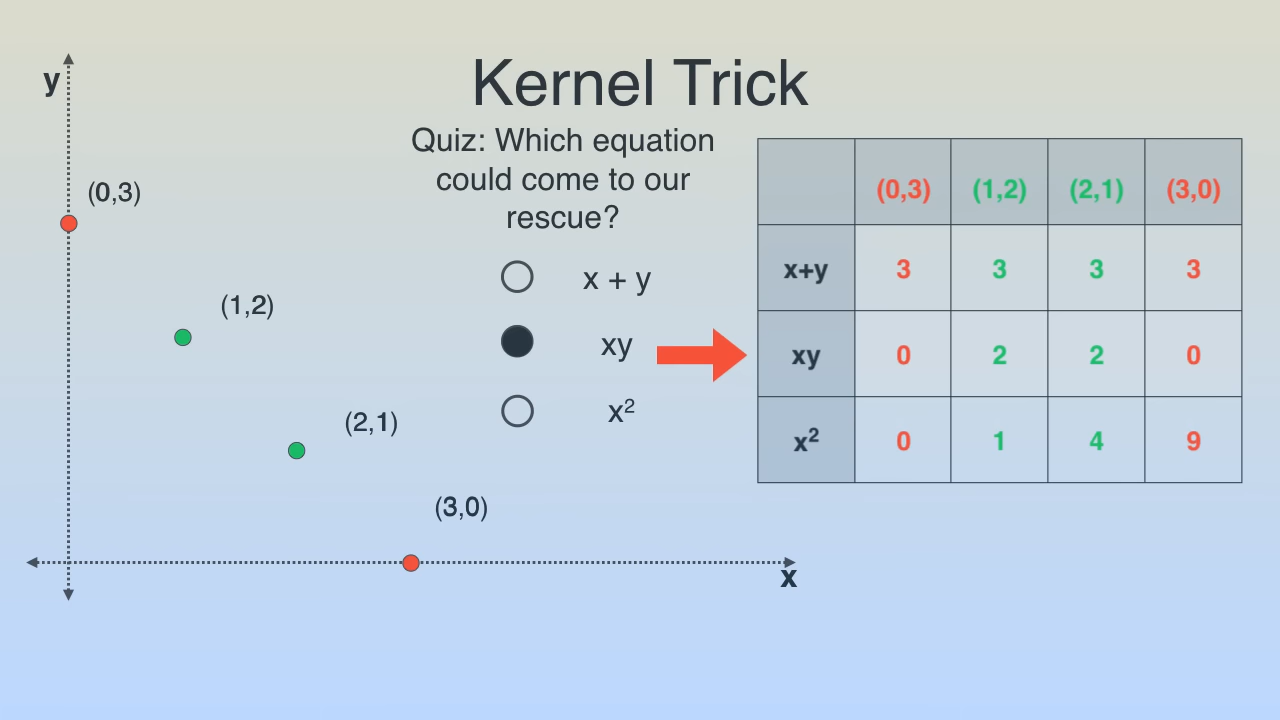 Kernel Trick
Quiz: Which equation
could come to our
rescue?
x + y
xy
x²
y
(0,3)
(1,2)
(2,1)
(3,0)
x
(0,3) (1,2) (2,1) (3,0)
x+y 3 3 3 3
xy 0 2 2 0
x² 0 1 4 9